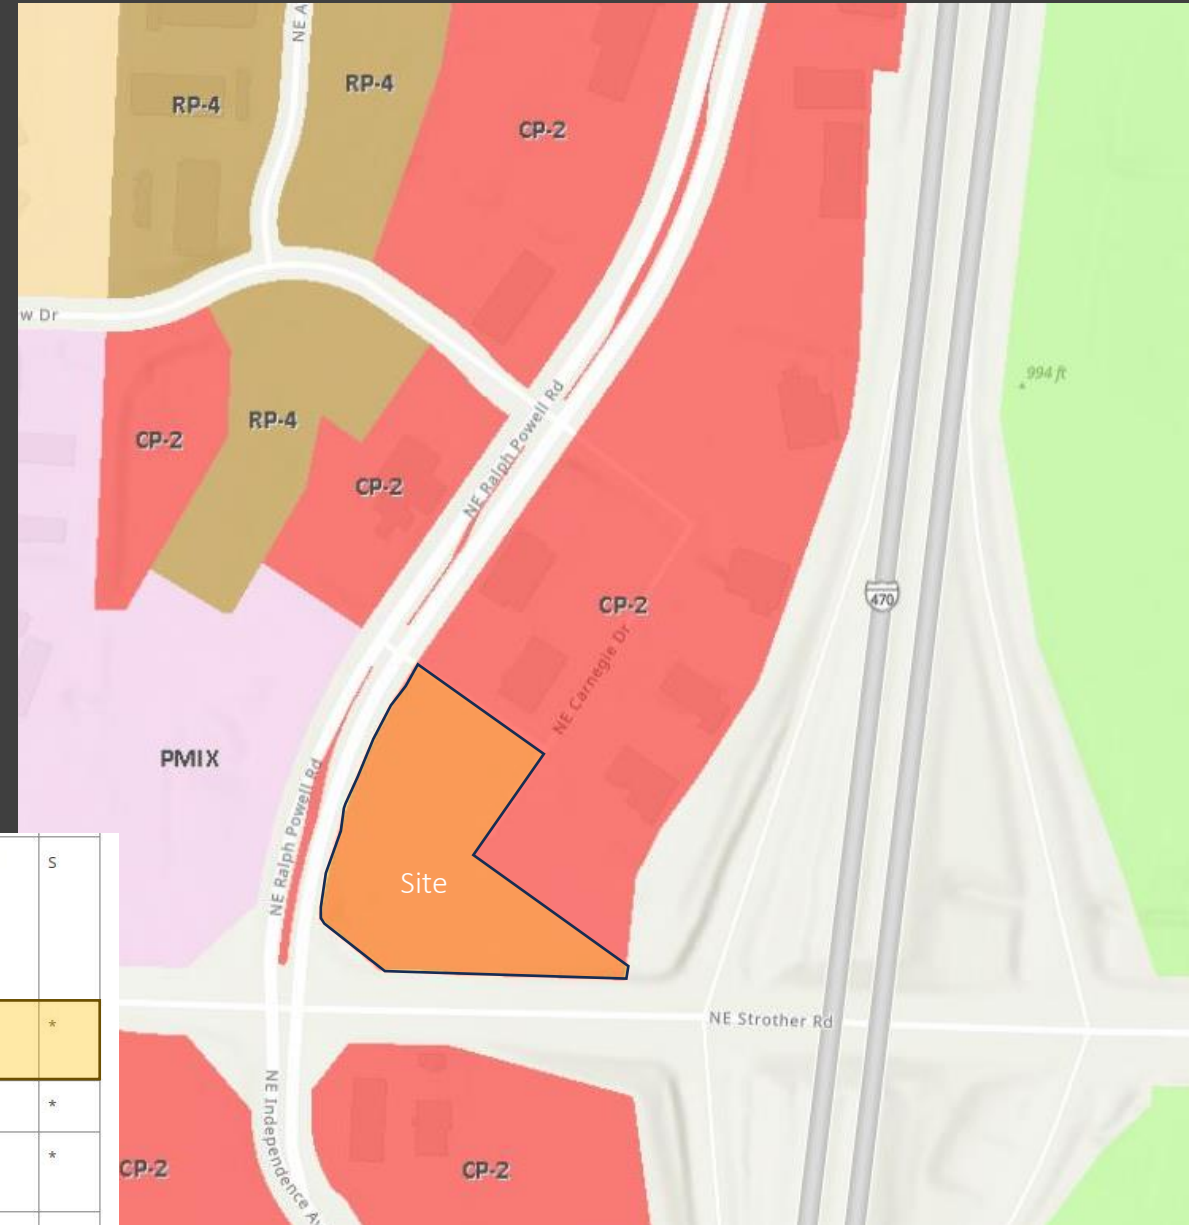 NE A
RP-4
RP-4
CP-2
w Dr
994 ft
NE Ralph Powell Rd
RP-4
CP-2
CP-2
470
CP-2
NE Carnegie Dr
PMIX
NE Ralph Powell Rd
S
Site
*
NE Strother Rd
*
*
NE Independence Av
CP-2
CP-2